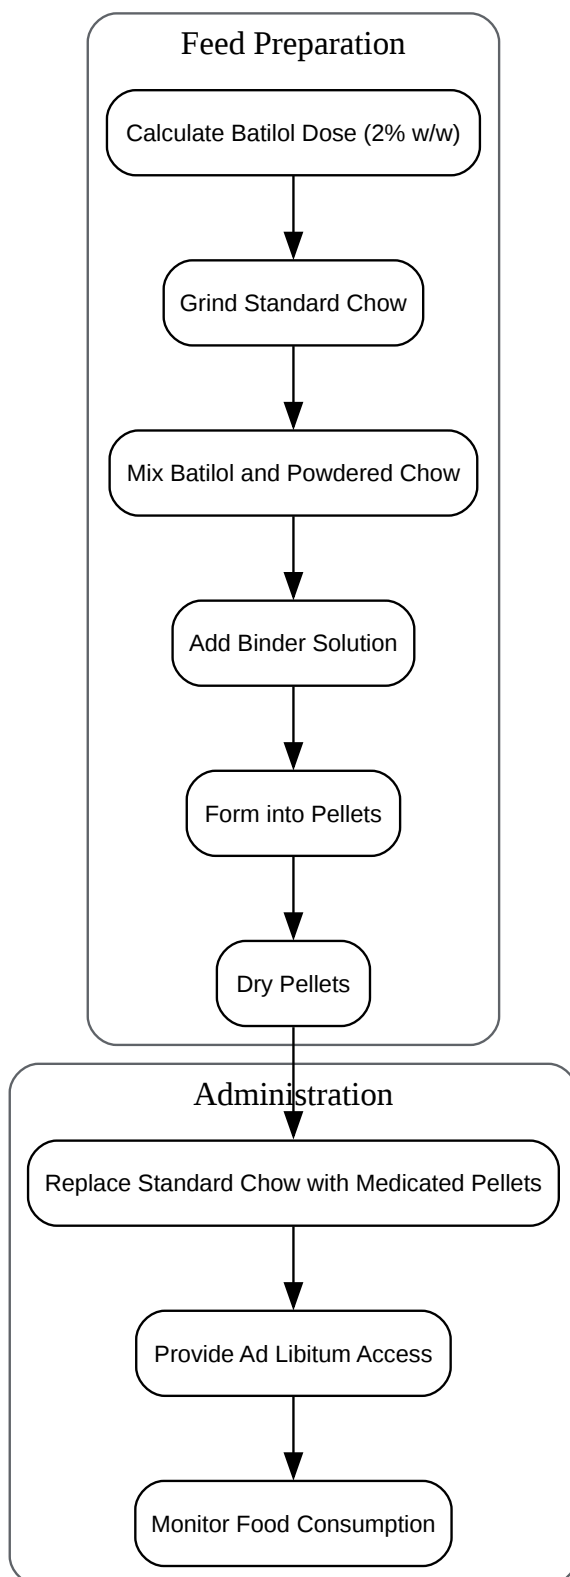 Feed Preparation
Calculate Batilol Dose (2% w/w)
Grind Standard Chow
Mix Batilol and Powdered Chow
Add Binder Solution
Form into Pellets
Dry Pellets
Administration
Replace Standard Chow with Medicated Pellets
Provide Ad Libitum Access
Monitor Food Consumption